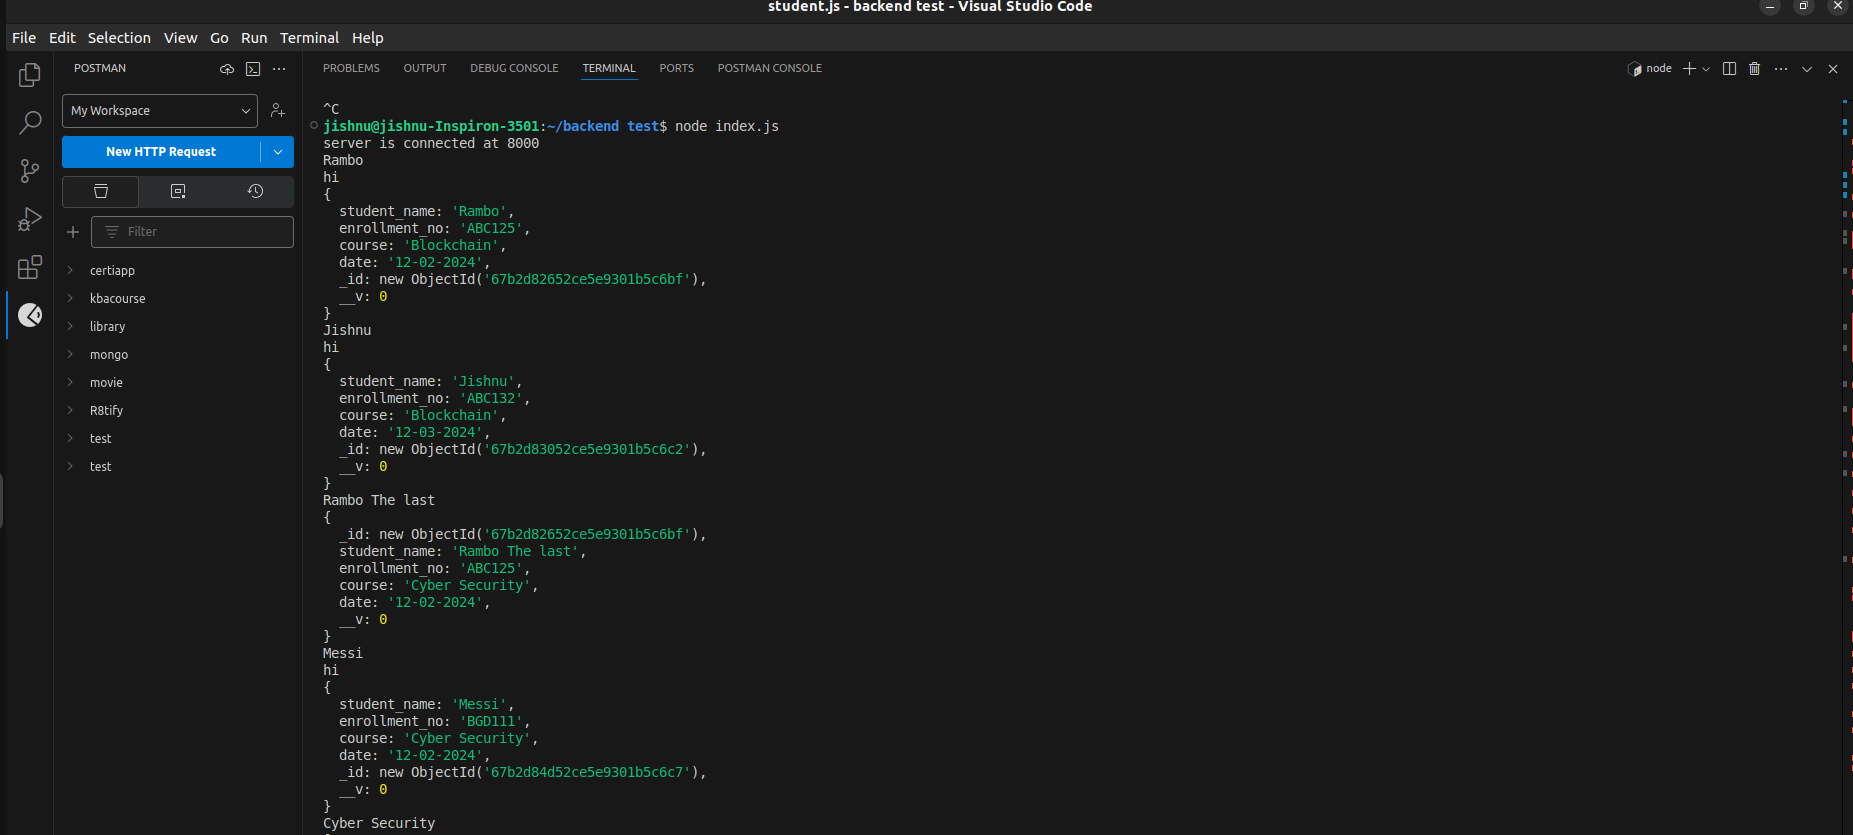 student.js - backend test - Visual Studio Code
File Edit Selection View Go Run Terminal Help
POSTMAN
My Workspace
New HTTP Request
Filter
certiapp
kbacourse
library
mongo
movie
R8tify
test
test
PROBLEMS OUTPUT DEBUG CONSOLE TERMINAL PORTS POSTMAN CONSOLE
node
^C
jishnu@jishnu-Inspiron-3501:~/backend test$ node index.js
server is connected at 8000
Rambo
hi
{
  student_name: 'Rambo',
  enrollment_no: 'ABC125',
  course: 'Blockchain',
  date: '12-02-2024',
  _id: new ObjectId('67b2d82652ce5e9301b5c6bf'),
  __v: 0
}
Jishnu
hi
{
  student_name: 'Jishnu',
  enrollment_no: 'ABC132',
  course: 'Blockchain',
  date: '12-03-2024',
  _id: new ObjectId('67b2d83052ce5e9301b5c6c2'),
  __v: 0
}
Rambo The last
{
  _id: new ObjectId('67b2d82652ce5e9301b5c6bf'),
  student_name: 'Rambo The last',
  enrollment_no: 'ABC125',
  course: 'Cyber Security',
  date: '12-02-2024',
  __v: 0
}
Messi
hi
{
  student_name: 'Messi',
  enrollment_no: 'BGD111',
  course: 'Cyber Security',
  date: '12-02-2024',
  _id: new ObjectId('67b2d84d52ce5e9301b5c6c7'),
  __v: 0
}
Cyber Security